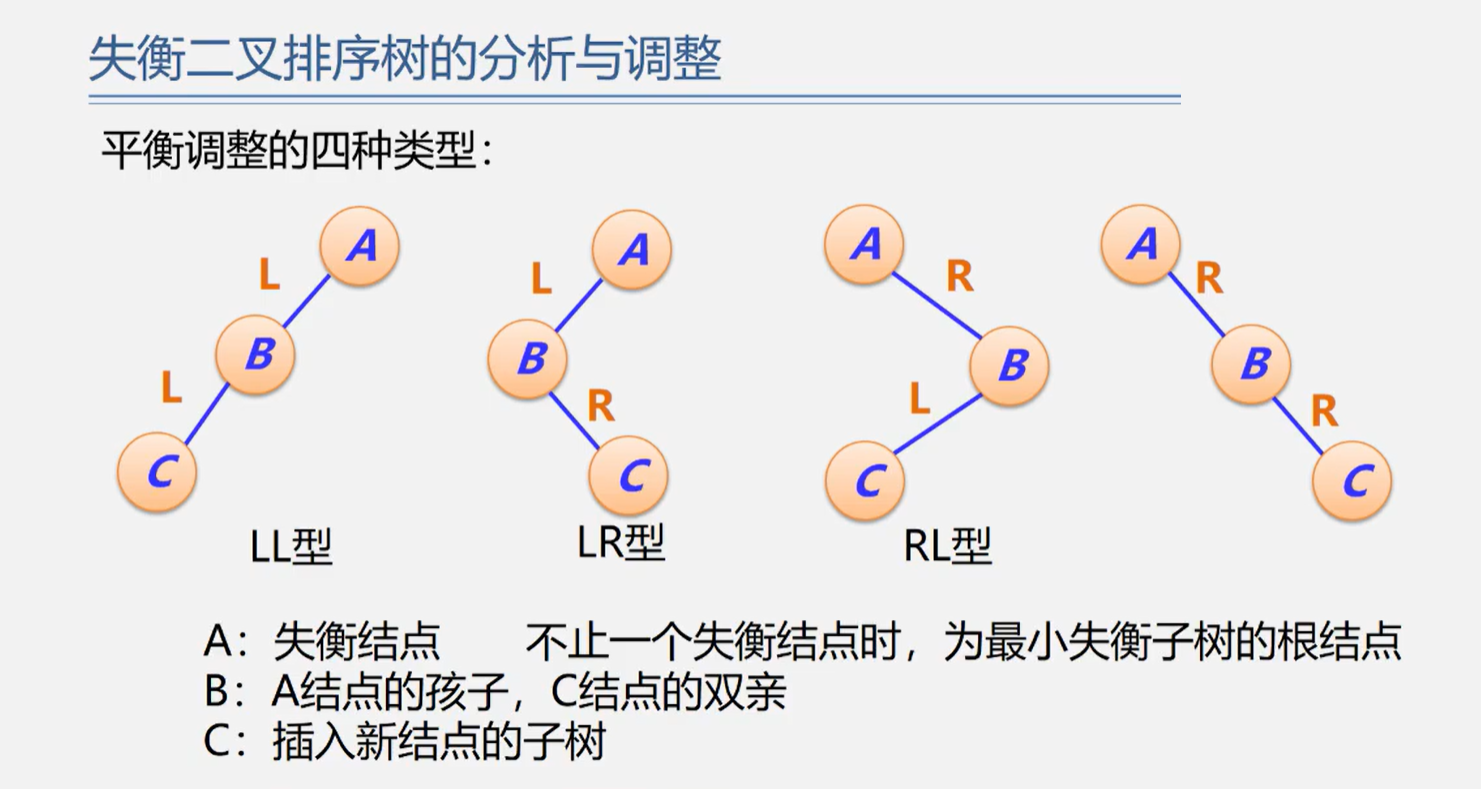 失衡二叉排序树的分析与调整
平衡调整的四种类型：
A A A A
L L R R
B B B B
L R L R
C C C C
LL型 LR型 RL型
A：失衡结点 不止一个失衡结点时，为最小失衡子树的根结点
B：A结点的孩子，C结点的双亲
C：插入新结点的子树